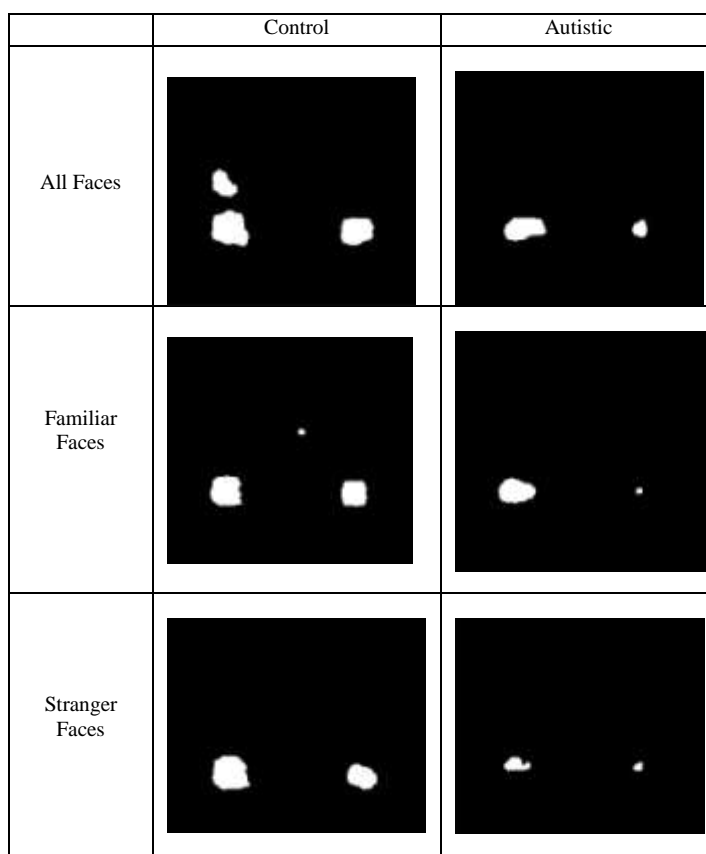 Control Autistic
All Faces
Familiar
Faces
Stranger
Faces